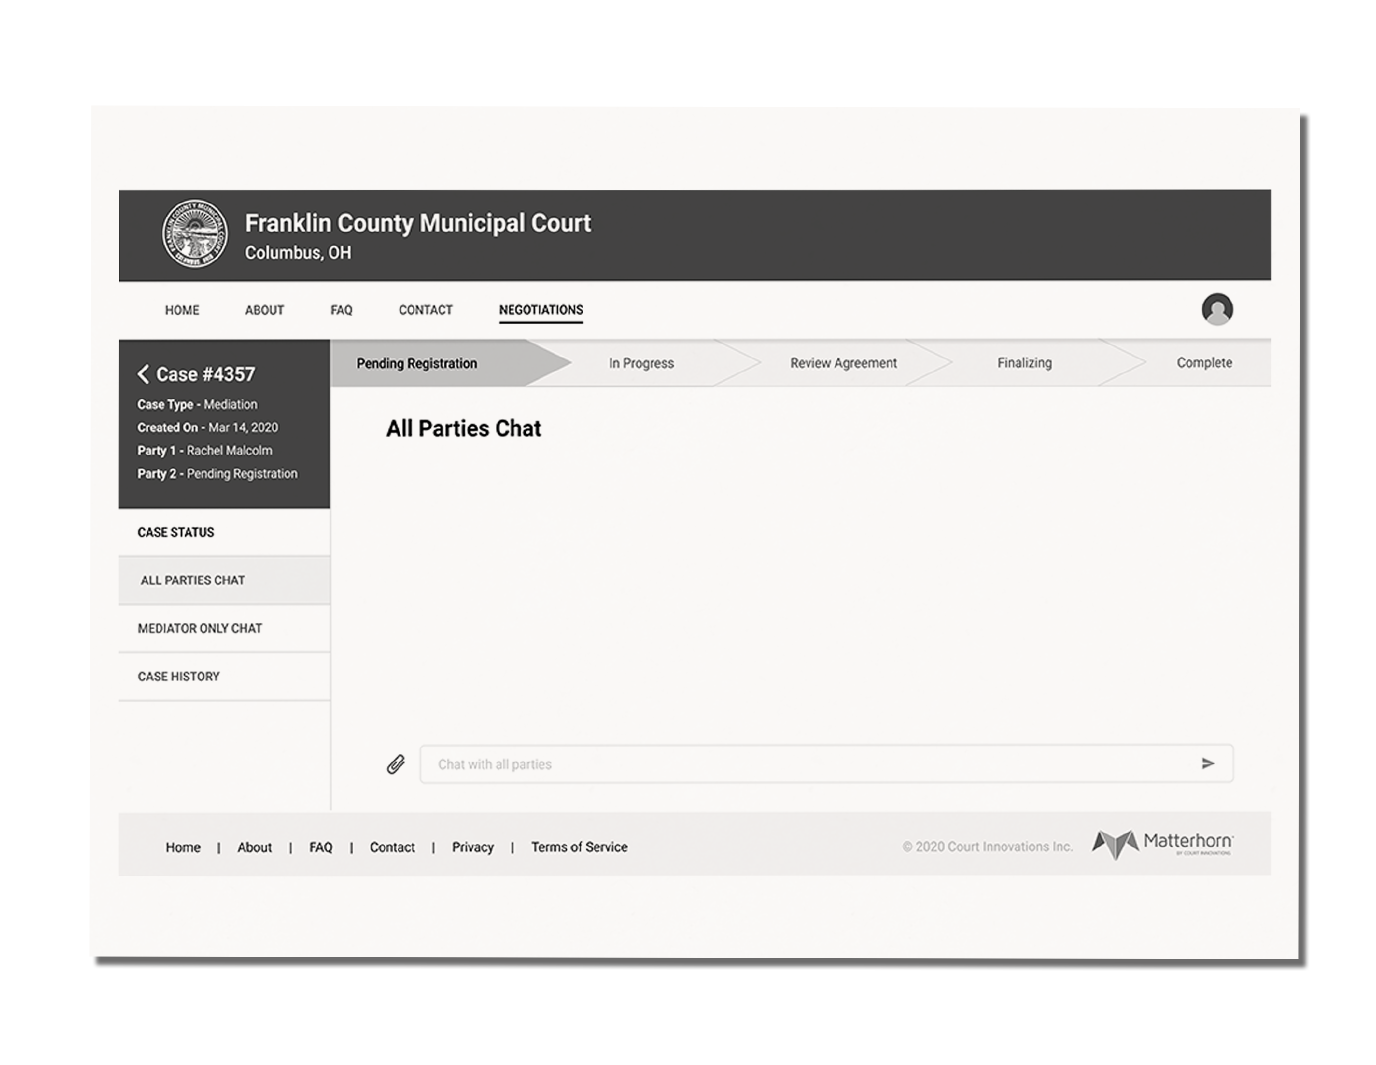 Franklin County Municipal Court
Columbus, OH
HOME ABOUT FAQ CONTACT NEGOTIATIONS
Case #4357
Case Type - Mediation
Created On - Mar 14, 2020
Party 1 - Rachel Malcolm
Party 2 - Pending Registration
Pending Registration In Progress Review Agreement Finalizing Complete
All Parties Chat
CASE STATUS
ALL PARTIES CHAT
MEDIATOR ONLY CHAT
CASE HISTORY
Chat with all parties
Home | About | FAQ | Contact | Privacy | Terms of Service
© 2020 Court Innovations Inc.
Matterhorn
BY COURT INNOVATIONS